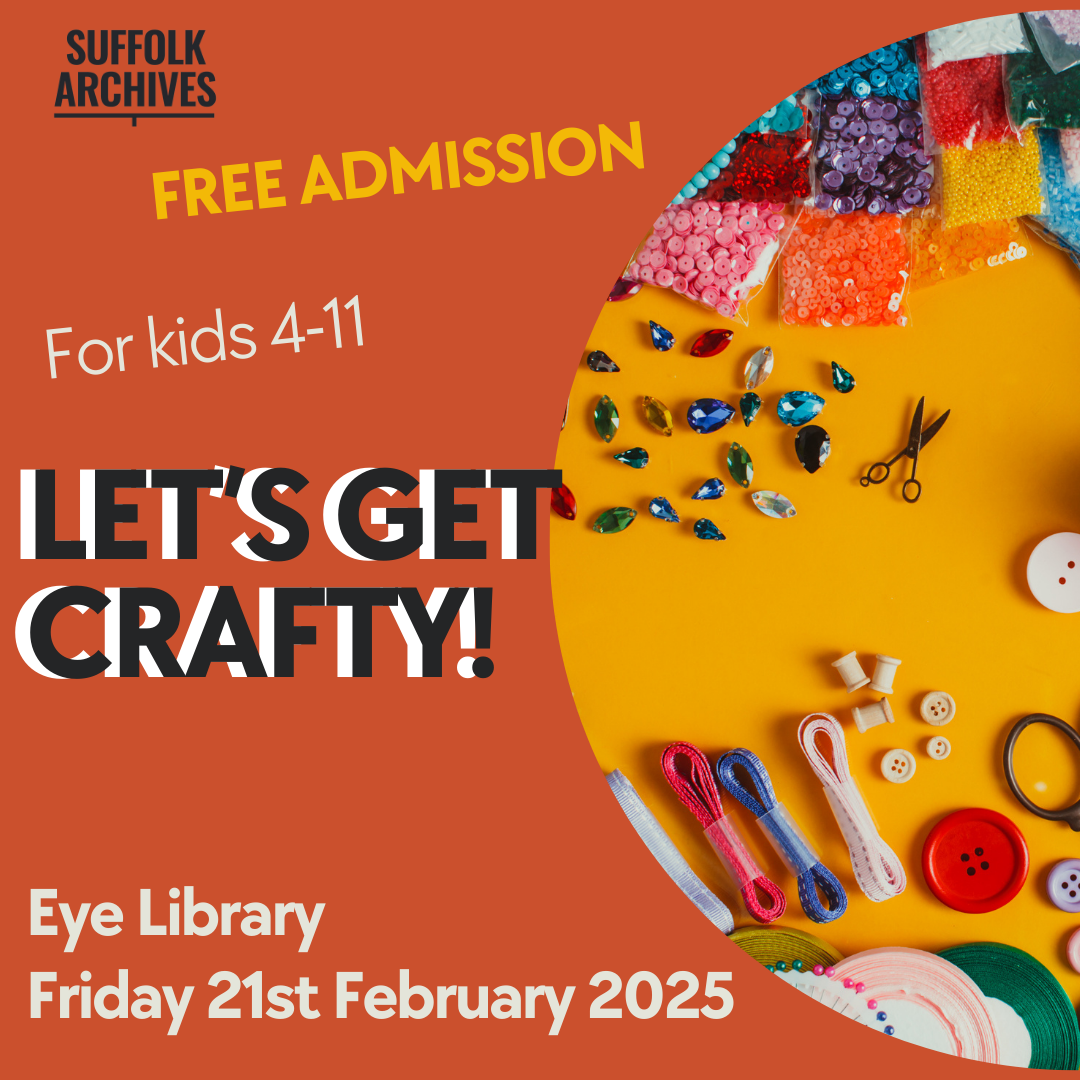 SUFFOLK
ARCHIVES
FREE ADMISSION
For kids 4-11
LET'S GET
CRAFTY!
Eye Library
Friday 21st February 2025